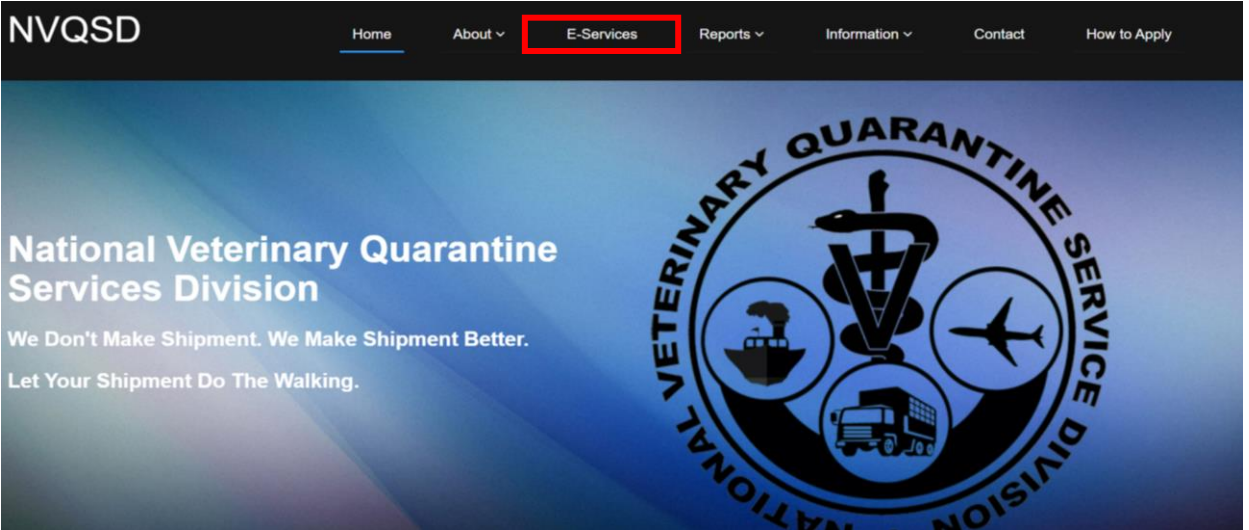 NVQSD
Home
About
E-Services
Reports
Information
Contact
How to Apply
National Veterinary Quarantine
Services Division
We Don't Make Shipment. We Make Shipment Better.
Let Your Shipment Do The Walking.
VETERINARY QUARANTINE SERVICE DIVISION
NATIONAL
V